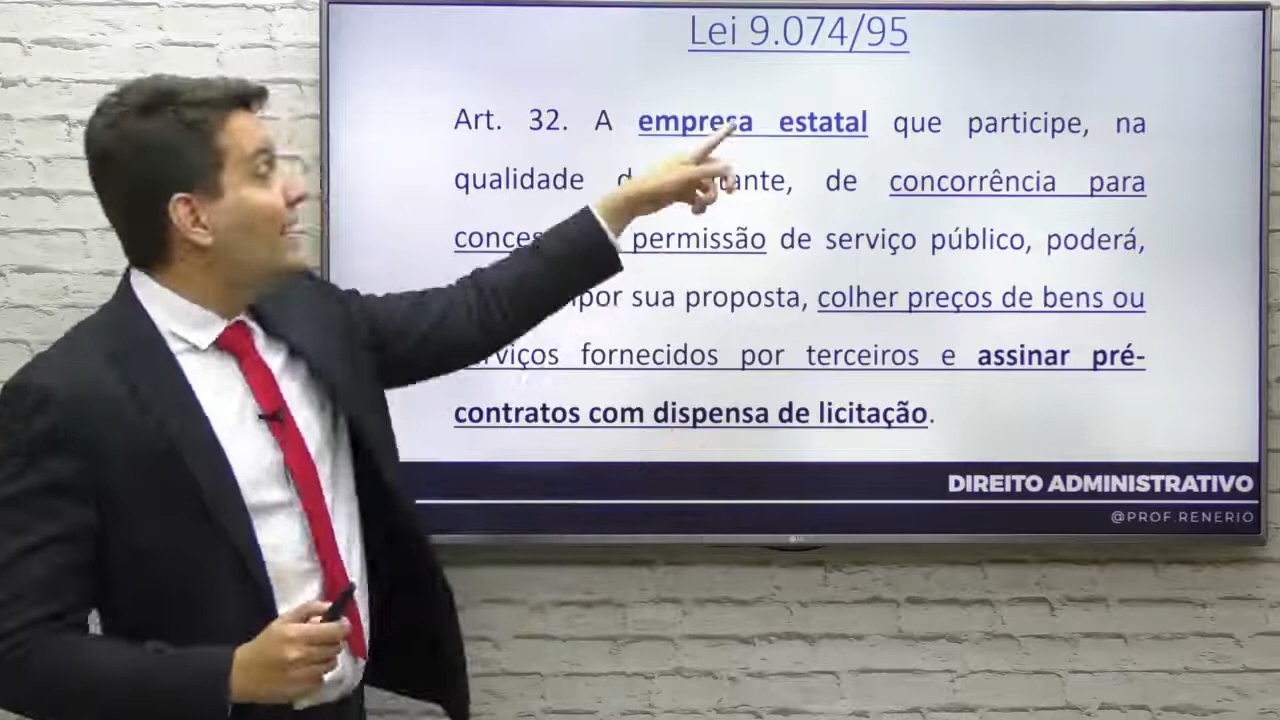 Lei 9.074/95
Art. 32. A empresa estatal que participe, na
qualidade de, de concorrência para
permissão de serviço público, poderá,
por sua proposta, colher preços de bens ou
serviços fornecidos por terceiros e assinar pré-
contratos com dispensa de licitação.
DIREITO ADMINISTRATIVO
@PROF.RENERIO
LG